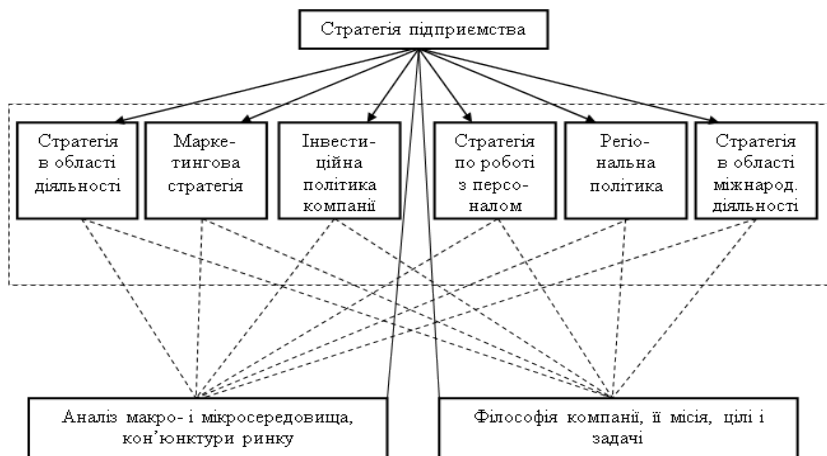 Стратегія підприємства
Стратегія
в області
діяльності
Марке-
тингова
стратегія
Інвести-
ційна
політика
компанії
Стратегія
по роботі
з персо-
налом
Регіо-
нальна
політика
Стратегія
в області
міжнарод.
діяльності
Аналіз макро- і мікросередовища,
кон’юнктури ринку
Філософія компанії, її місія, цілі і
задачі